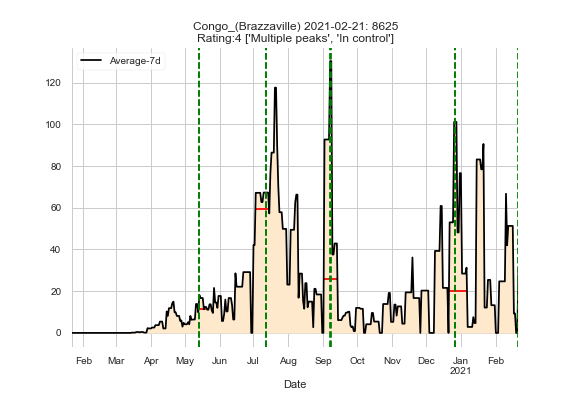 Congo_(Brazzaville) 2021-02-21: 8625
Rating:4 ['Multiple peaks', 'In control']
Average-7d
120
100
80
60
40
20
0
Feb Mar Apr May Jun Jul Aug Sep Oct Nov Dec Jan Feb
2021
Date